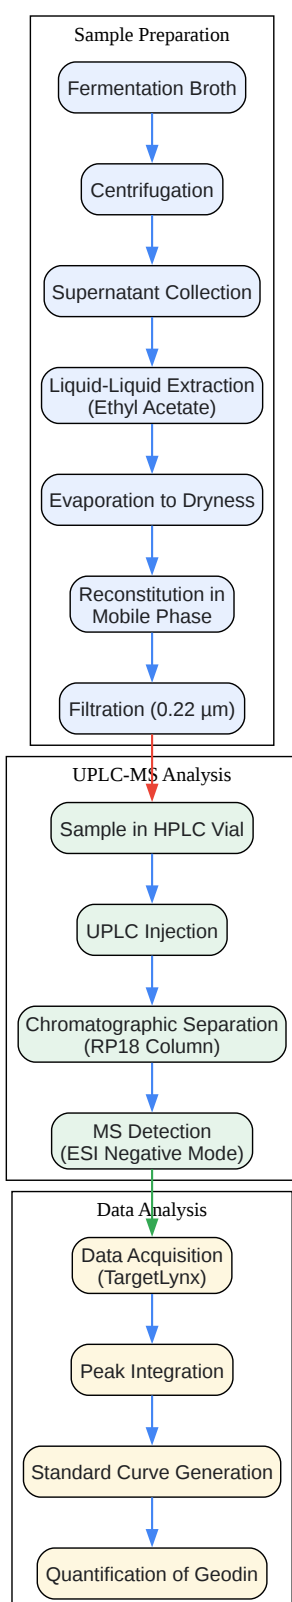 Sample Preparation
Fermentation Broth
Centrifugation
Supernatant Collection
Liquid-Liquid Extraction
(Ethyl Acetate)
Evaporation to Dryness
Reconstitution in
Mobile Phase
Filtration (0.22 µm)
UPLC-MS Analysis
Sample in HPLC Vial
UPLC Injection
Chromatographic Separation
(RP18 Column)
MS Detection
(ESI Negative Mode)
Data Analysis
Data Acquisition
(TargetLynx)
Peak Integration
Standard Curve Generation
Quantification of Geodin